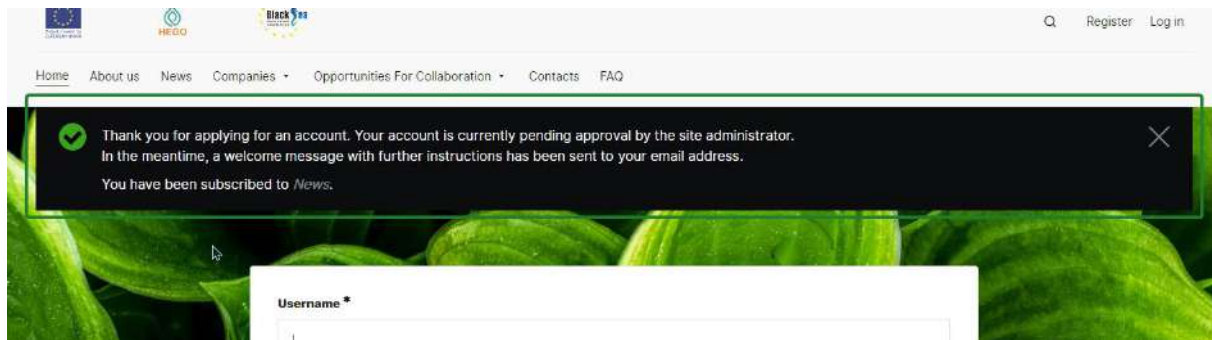 HEGO
Black Sea
Register Log in
Home About us News Companies Opportunities For Collaboration Contacts FAQ
Thank you for applying for an account. Your account is currently pending approval by the site administrator.
In the meantime, a welcome message with further instructions has been sent to your email address.
You have been subscribed to News.
Username *